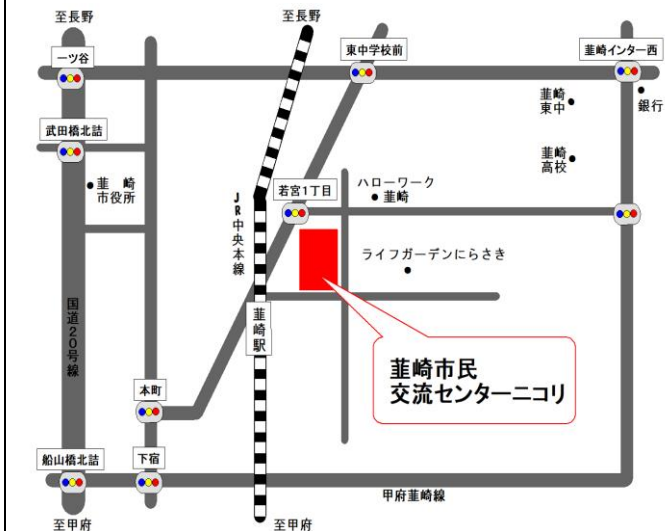 至長野
至長野
一ツ谷
東中学校前
韮崎インター西
銀行
韮崎
東中
武田橋北詰
韮崎
高校
韮崎
市役所
若宮1丁目
ハローワーク
韮崎
JR中央本線
ライフガーデンにらさき
国道20号線
韮崎駅
韮崎市民
交流センターニコリ
本町
船山橋北詰
下宿
甲府韮崎線
至甲府
至甲府